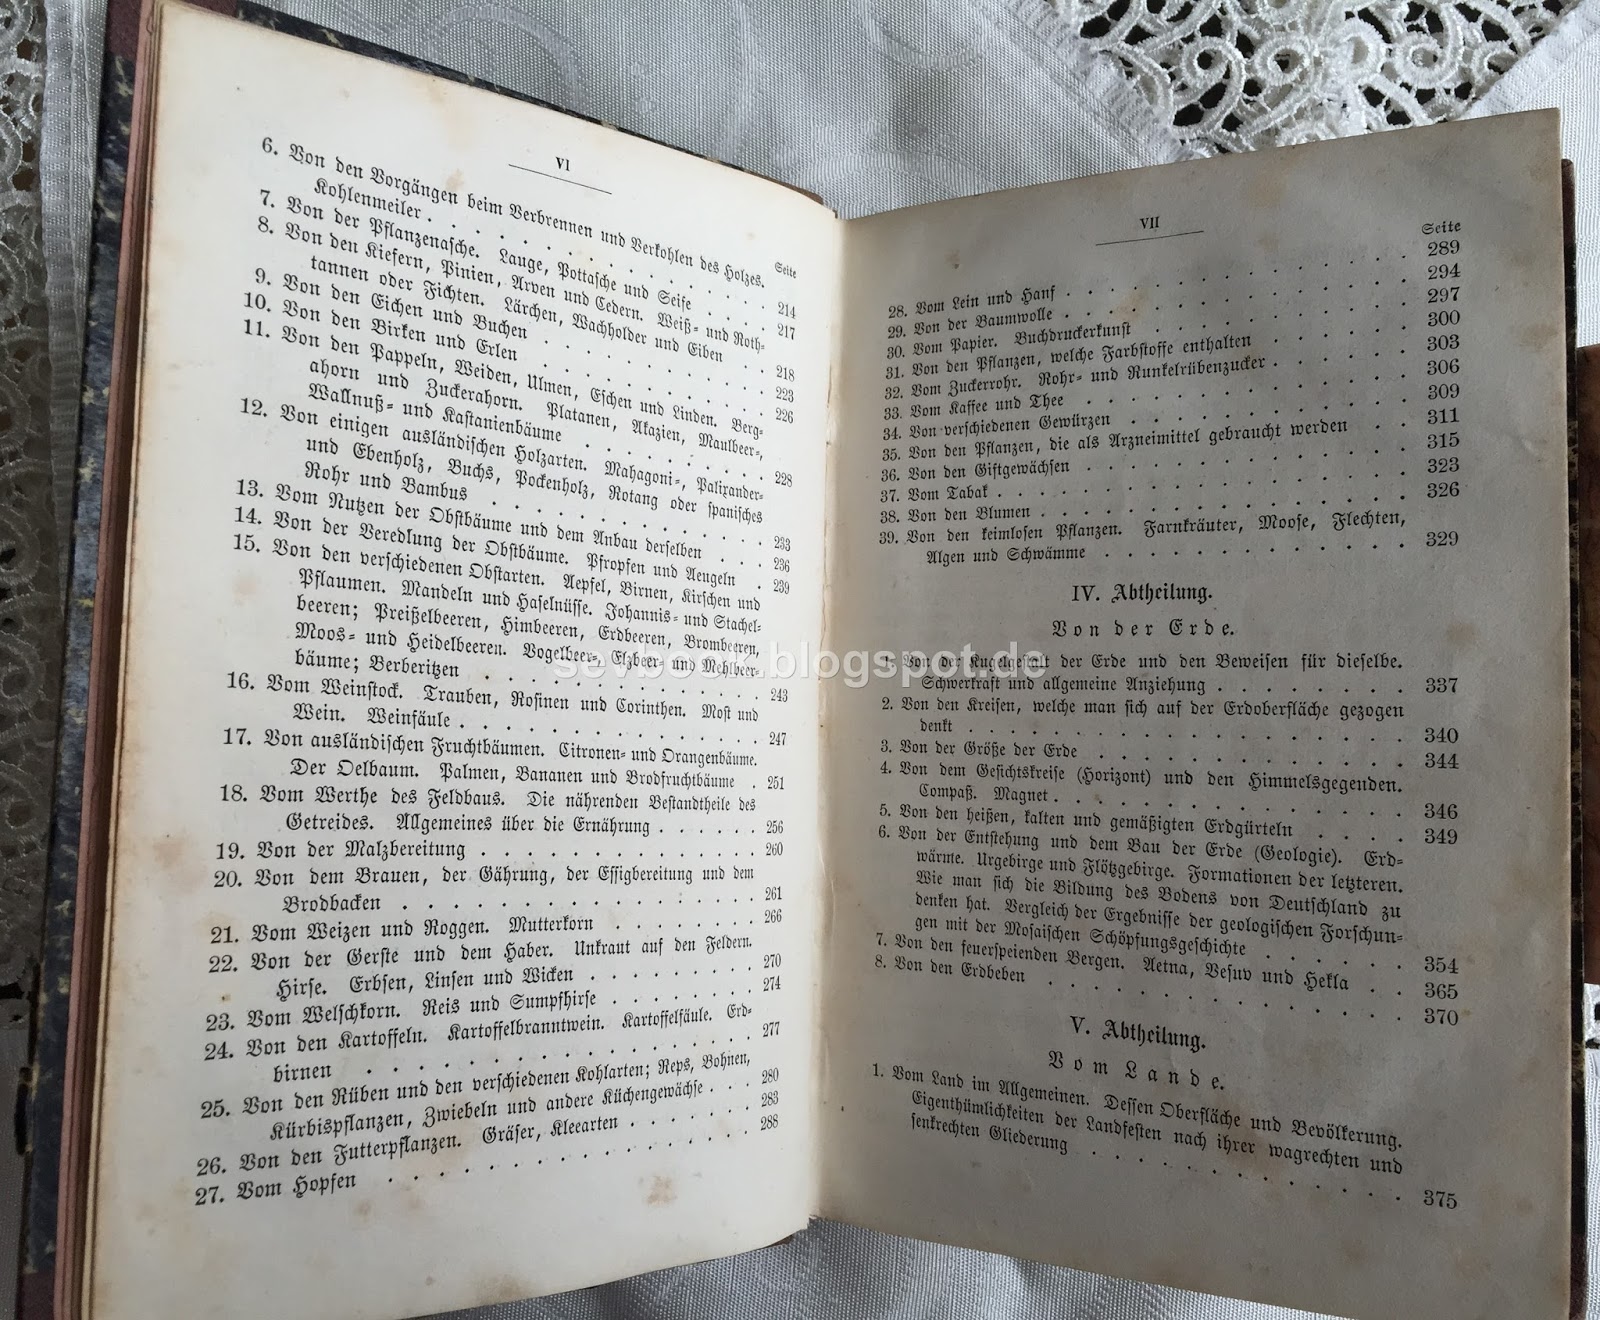 VI
Seite
6. Von den Vorgängen beim Verbrennen und Verkohlen des Holzes.
Kohlenmeiler . . . . . . . . . . . . 214
7. Von der Pflanzenasche. Lauge, Pottasche und Seife . . . . 217
8. Von den Kiefern, Pinien, Arven und Cedern. Weiß- und Roth-
tannen oder Fichten. Lärchen, Wachholder und Eiben . . 218
9. Von den Eichen und Buchen . . . . . . . . . . 223
10. Von den Birken und Erlen . . . . . . . . . . 226
11. Von den Pappeln, Weiden, Ulmen, Eschen und Linden. Berg-
ahorn und Zuckerahorn. Platanen, Akazien, Maulbeer-,
Wallnuß- und Kastanienbäume . . . . . . . . 228
12. Von einigen ausländischen Holzarten. Mahagoni-, Palixander-
und Ebenholz, Buchs, Pockenholz, Rotang oder spanisches
Rohr und Bambus . . . . . . . . . . . 233
13. Vom Nutzen der Obstbäume und dem Anbau derselben . . . 236
14. Von der Veredlung der Obstbäume. Pfropfen und Aeugeln . 239
15. Von den verschiedenen Obstarten. Aepfel, Birnen, Kirschen und
Pflaumen. Mandeln und Haselnüsse. Johannis- und Stachel-
beeren; Preißelbeeren, Himbeeren, Erdbeeren, Brombeeren,
Moos- und Heidelbeeren. Vogelbeer-, Elzbeer- und Mehlbeer-
bäume; Berberitzen . . . . . . . . . . . 243
16. Vom Weinstock. Trauben, Rosinen und Corinthen. Most und
Wein. Weinfäule . . . . . . . . . . . . 247
17. Von ausländischen Fruchtbäumen. Citronen- und Orangenbäume.
Der Oelbaum. Palmen, Bananen und Brodfruchtbäume . 251
18. Vom Werthe des Feldbaus. Die nährenden Bestandtheile des
Getreides. Allgemeines über die Ernährung . . . . . . 256
19. Von der Malzbereitung . . . . . . . . . . . . 260
20. Von dem Brauen, der Gährung, der Essigbereitung und dem
Brodbacken . . . . . . . . . . . . . . 261
21. Vom Weizen und Roggen. Mutterkorn . . . . . . . 266
22. Von der Gerste und dem Haber. Unkraut auf den Feldern.
Hirse. Erbsen, Linsen und Wicken . . . . . . . . 270
23. Vom Welschkorn. Reis und Sumpfhirse . . . . . . . 274
24. Von den Kartoffeln. Kartoffelbranntwein. Kartoffelfäule. Erd-
birnen . . . . . . . . . . . . . . . . 277
25. Von den Rüben und den verschiedenen Kohlarten; Reps, Bohnen,
Kürbispflanzen, Zwiebeln und andere Küchengewächse . . . 280
26. Von den Futterpflanzen. Gräser, Kleearten . . . . . . 283
27. Vom Hopfen . . . . . . . . . . . . . . 288
VII
Seite
28. Vom Lein und Hanf . . . . . . . . . . . . 289
29. Von der Baumwolle . . . . . . . . . . . . 294
30. Vom Papier. Buchdruckerkunst . . . . . . . . . 297
31. Von den Pflanzen, welche Farbstoffe enthalten . . . . . 300
32. Vom Zuckerrohr. Rohr- und Runkelrübenzucker . . . . . 303
33. Vom Kaffee und Thee . . . . . . . . . . . . 306
34. Von verschiedenen Gewürzen . . . . . . . . . . 309
35. Von den Pflanzen, die als Arzneimittel gebraucht werden . . 311
36. Von den Giftgewächsen . . . . . . . . . . . . 315
37. Vom Tabak . . . . . . . . . . . . . . . 323
38. Von den Blumen . . . . . . . . . . . . . 326
39. Von den keimlosen Pflanzen. Farnkräuter, Moose, Flechten,
Algen und Schwämme . . . . . . . . . . . 329
IV. Abtheilung.
Von der Erde.
1. Von der Kugelgestalt der Erde und den Beweisen für dieselbe.
Schwerkraft und allgemeine Anziehung . . . . . . . 337
2. Von den Kreisen, welche man sich auf der Erdoberfläche gezogen
denkt . . . . . . . . . . . . . . . . 340
3. Von der Größe der Erde . . . . . . . . . . . 344
4. Von dem Gesichtskreise (Horizont) und den Himmelsgegenden.
Compaß. Magnet . . . . . . . . . . . . . 346
5. Von den heißen, kalten und gemäßigten Erdgürteln . . . . 349
6. Von der Entstehung und dem Bau der Erde (Geologie). Erd-
wärme. Urgebirge und Flötzgebirge. Formationen der letzteren.
Wie man sich die Bildung des Bodens von Deutschland zu
denken hat. Vergleich der Ergebnisse der geologischen Forschun-
gen mit der Mosaischen Schöpfungsgeschichte . . . . . . 354
7. Von den feuerspeienden Bergen. Aetna, Vesuv und Hekla . . 365
8. Von den Erdbeben . . . . . . . . . . . . . 370
V. Abtheilung.
Vom Lande.
1. Vom Land im Allgemeinen. Dessen Oberfläche und Bevölkerung.
Eigenthümlichkeiten der Landfesten nach ihrer wagrechten und
senkrechten Gliederung . . . . . . . . . . . . 375
sevbook.blogspot.de